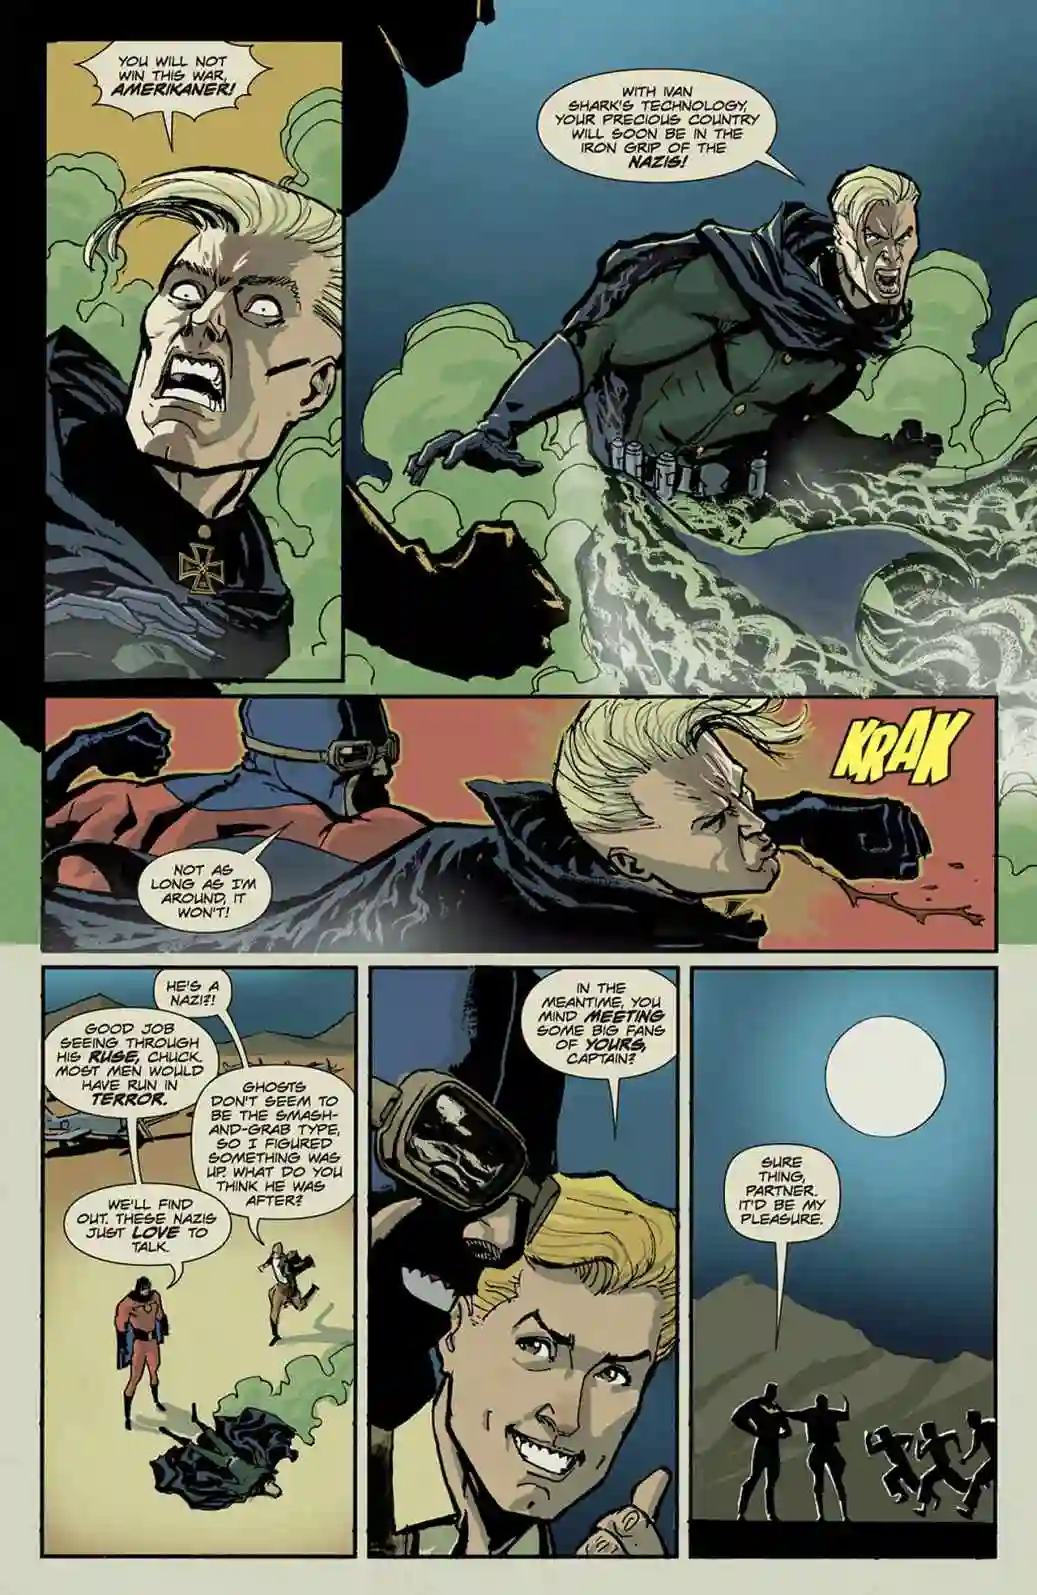 YOU WILL NOT
WIN THIS WAR,
AMERIKANER!
WITH IVAN
SHARK'S TECHNOLOGY,
YOUR PRECIOUS COUNTRY
WILL SOON BE IN THE
IRON GRIP OF THE
NAZIS!
KRAK
NOT AS
LONG AS I'M
AROUND, IT
WON'T!
HE'S A
NAZI?!
GOOD JOB
SEEING THROUGH
HIS RUSE, CHUCK.
MOST MEN WOULD
HAVE RUN IN
TERROR.
GHOSTS
DON'T SEEM TO
BE THE SMASH-
AND-GRAB TYPE,
SO I FIGURED
SOMETHING WAS
UP. WHAT DO YOU
THINK HE WAS
AFTER?
WE'LL FIND
OUT. THESE NAZIS
JUST LOVE TO
TALK.
IN THE
MEANTIME, YOU
MIND MEETING
SOME BIG FANS
OF YOURS,
CAPTAIN?
SURE
THING,
PARTNER.
IT'D BE MY
PLEASURE.